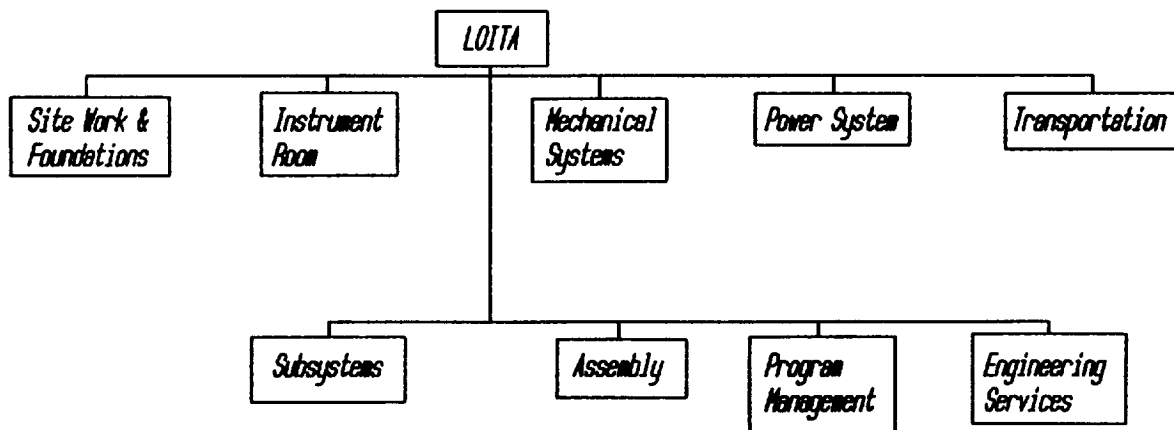 LOITA
Site Work &
Foundations
Instrument
Room
Mechanical
Systems
Power System
Transportation
Subsystems
Assembly
Program
Management
Engineering
Services